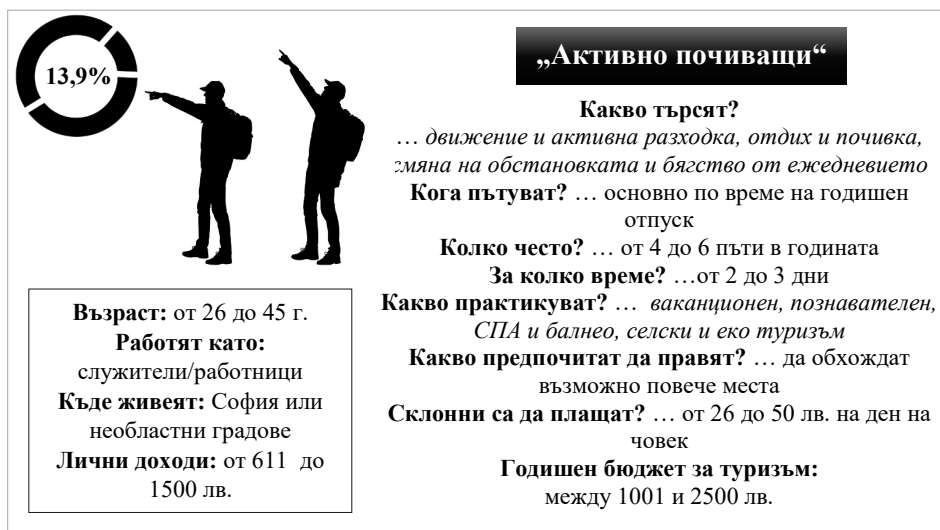 13,9%
„Активно почиващи“
Какво търсят?
… движение и активна разходка, отдих и почивка,
смяна на обстановката и бягство от ежедневието
Кога пътуват? … основно по време на годишен
отпуск
Колко често? … от 4 до 6 пъти в годината
За колко време? …от 2 до 3 дни
Какво практикуват? … ваканционен, познавателен,
СПА и балнео, селски и еко туризъм
Какво предпочитат да правят? … да обхождат
възможно повече места
Склонни са да плащат? … от 26 до 50 лв. на ден на
човек
Годишен бюджет за туризъм:
между 1001 и 2500 лв.
Възраст: от 26 до 45 г.
Работят като:
служители/работници
Къде живеят: София или
необластни градове
Лични доходи: от 611 до
1500 лв.